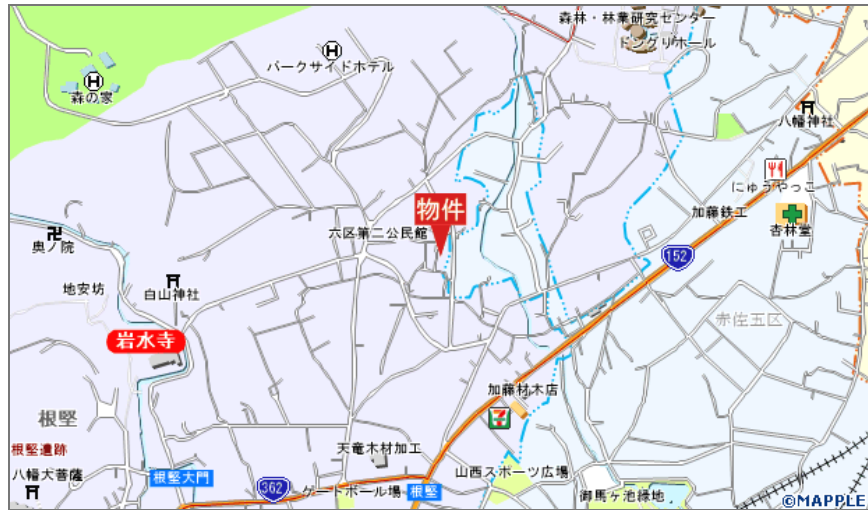 森林・林業研究センター
ドングリホール
パークサイドホテル
森の家
八幡神社
にゅうやっこ
物件
加藤鉄工
六区第二公民館
杏林堂
奥ノ院
152
地安坊
白山神社
赤佐五区
岩水寺
加藤材木店
根堅
7
根堅遺跡
天竜木材加工
八幡大菩薩
根堅大門
山西スポーツ広場
362
ゲートボール場
根堅
御馬ヶ池緑地
©MAPPLE